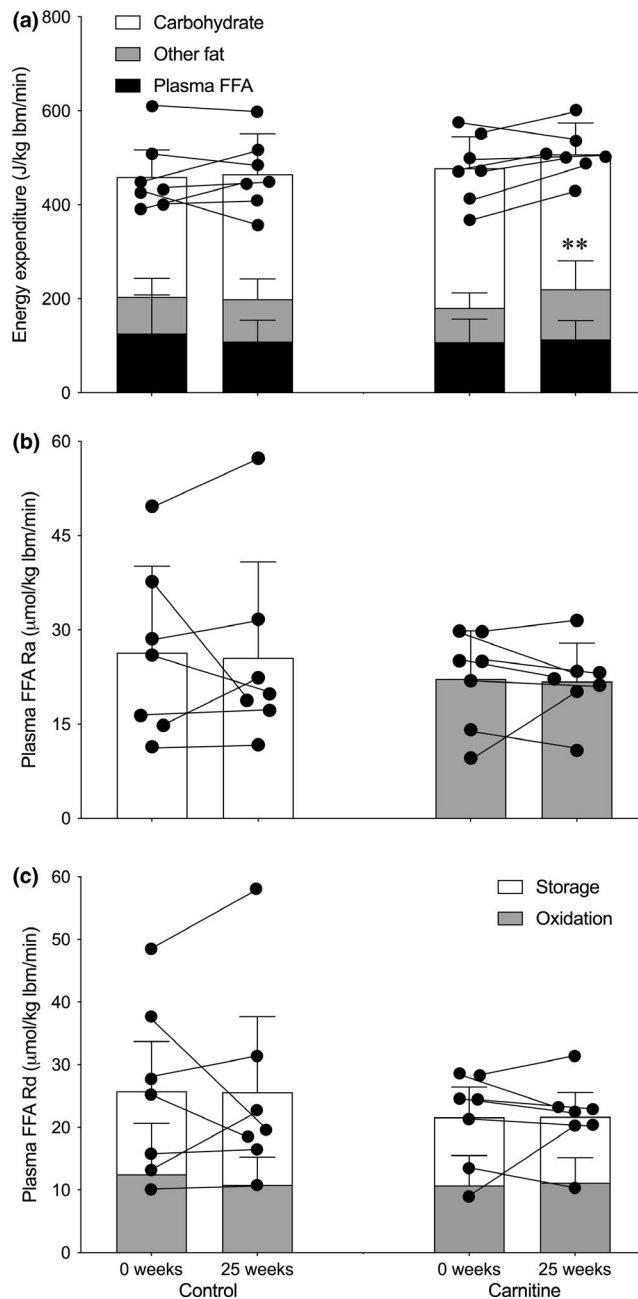 (a)
800
600
400
200
0
Energy expenditure (J/kg lbm/min)
Carbohydrate
Other fat
Plasma FFA
**
(b)
60
45
30
15
0
Plasma FFA Ra (μmol/kg lbm/min)
(c)
60
50
40
30
20
10
0
Plasma FFA Rd (μmol/kg lbm/min)
Storage
Oxidation
0 weeks 25 weeks 0 weeks 25 weeks
Control Carnitine